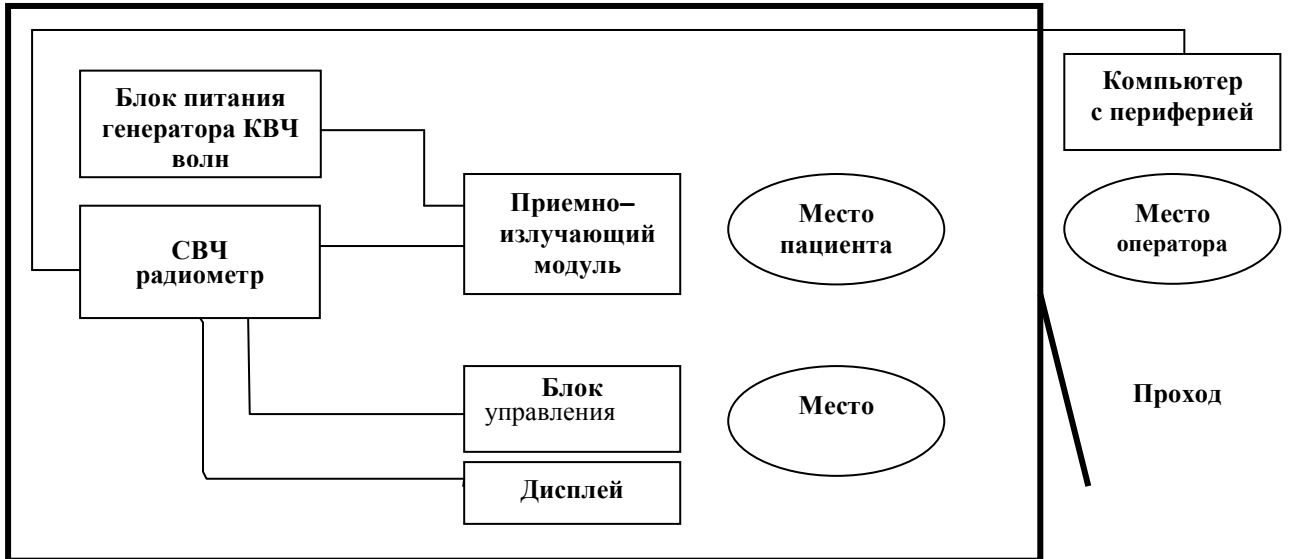 Блок питания
генератора КВЧ
волн
СВЧ
радиометр
Приемно–
излучающий
модуль
Место
пациента
Компьютер
с периферией
Место
оператора
Блок
управления
Место
Дисплей
Проход